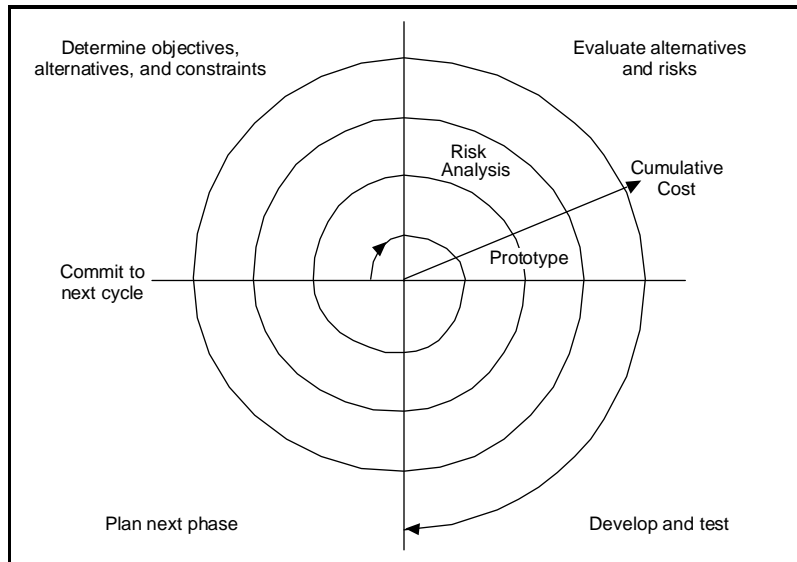 Determine objectives,
alternatives, and constraints
Evaluate alternatives
and risks
Risk
Analysis
Cumulative
Cost
Prototype
Commit to
next cycle
Plan next phase
Develop and test